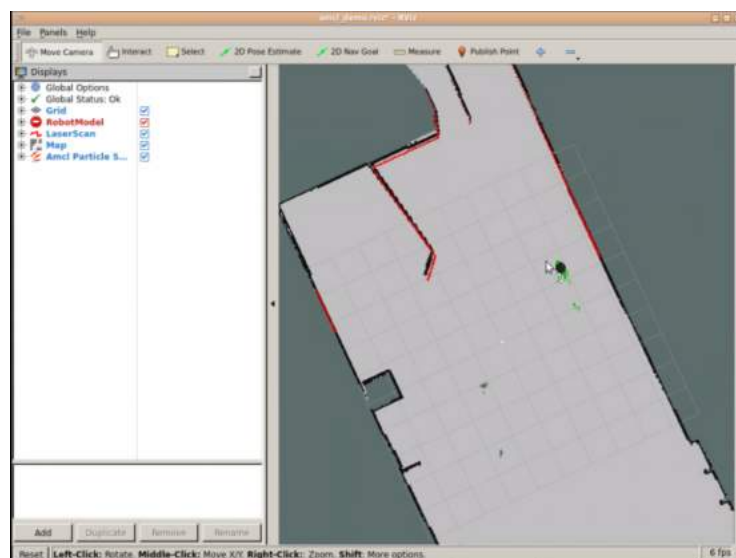 amcl_demo.rviz* - RViz
File Panels Help
Move Camera Interact Select 2D Pose Estimate 2D Nav Goal Measure Publish Point
Displays
Global Options
Global Status: Ok
Grid
RobotModel
LaserScan
Map
Amcl Particle S...
Add Duplicate Remove Rename
Reset Left-Click: Rotate. Middle-Click: Move X/Y. Right-Click:: Zoom. Shift: More options. 6 fps